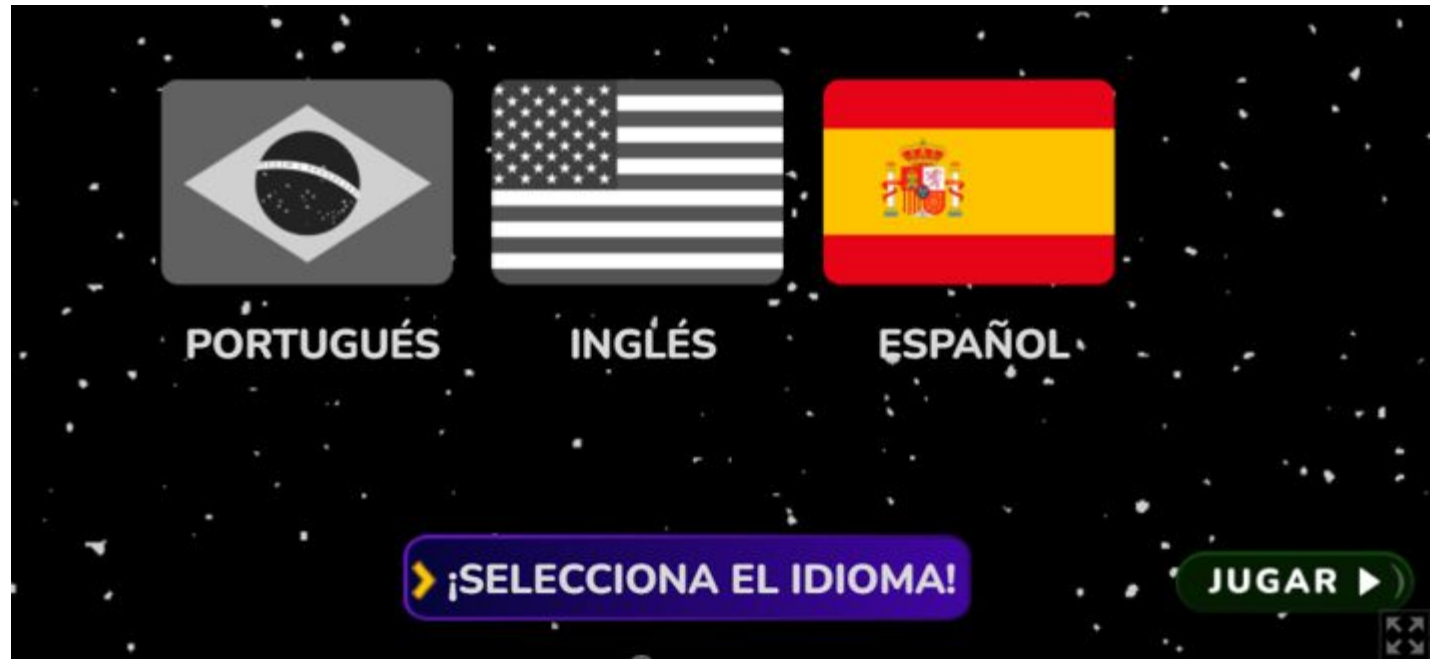 PORTUGUÉS
INGLÉS
ESPAÑOL
¡SELECCIONA EL IDIOMA!
JUGAR